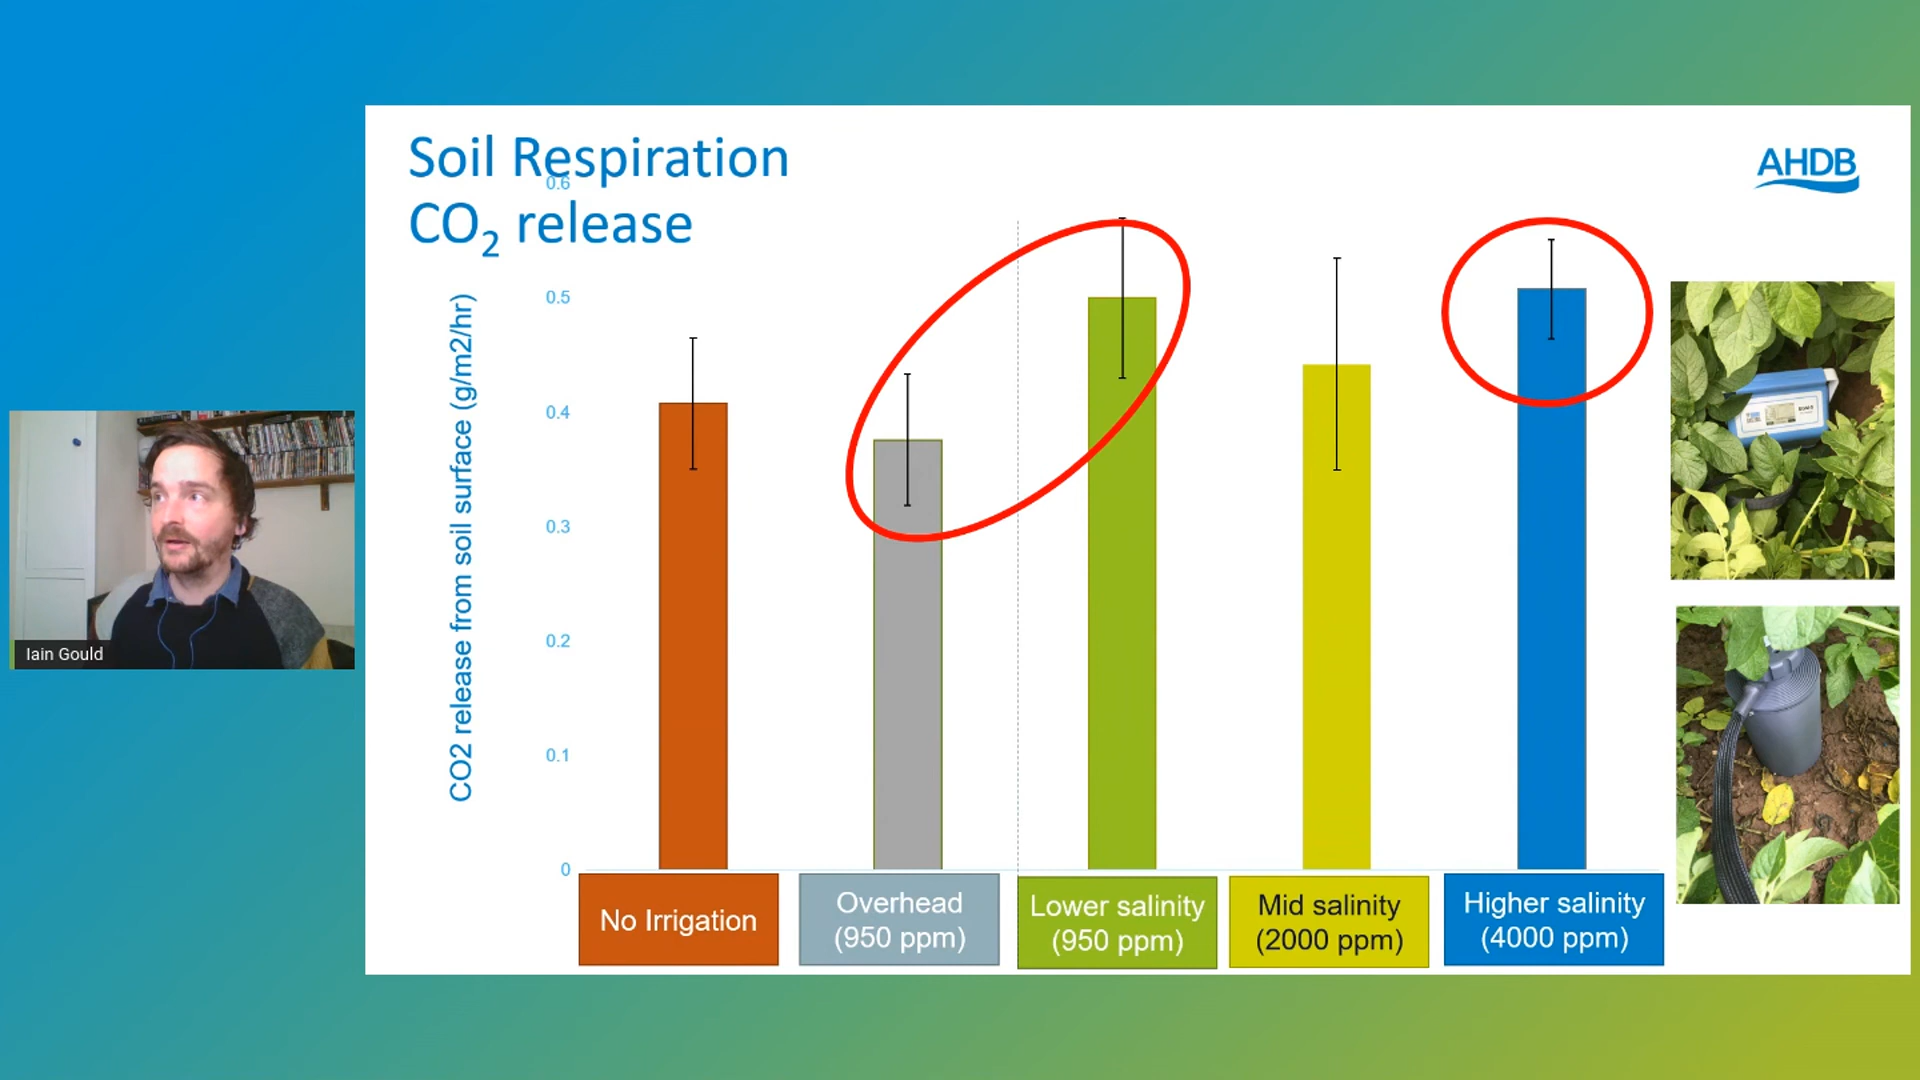 Soil Respiration
CO₂ release
AHDB
CO2 release from soil surface (g/m2/hr)
0.6
0.5
0.4
0.3
0.2
0.1
0
No Irrigation
Overhead
(950 ppm)
Lower salinity
(950 ppm)
Mid salinity
(2000 ppm)
Higher salinity
(4000 ppm)
Iain Gould